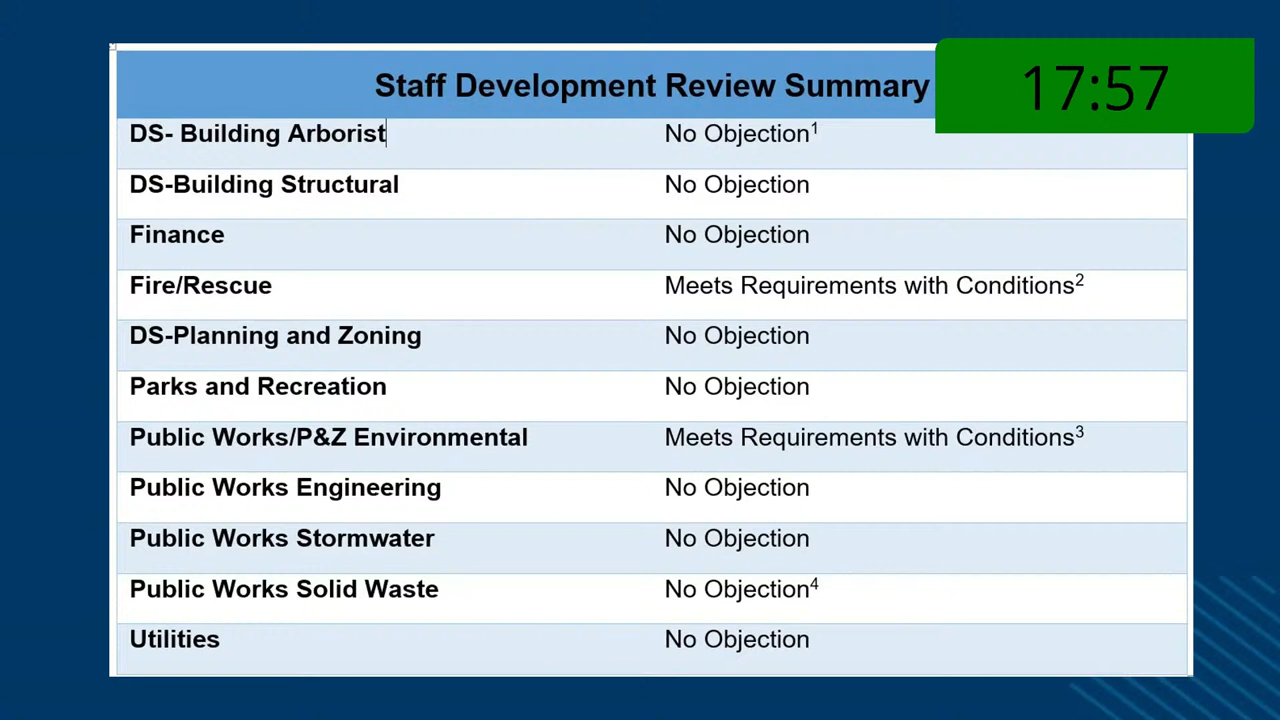 Staff Development Review Summary
17:57
DS- Building Arborist No Objection¹
DS-Building Structural No Objection
Finance No Objection
Fire/Rescue Meets Requirements with Conditions²
DS-Planning and Zoning No Objection
Parks and Recreation No Objection
Public Works/P&Z Environmental Meets Requirements with Conditions³
Public Works Engineering No Objection
Public Works Stormwater No Objection
Public Works Solid Waste No Objection⁴
Utilities No Objection